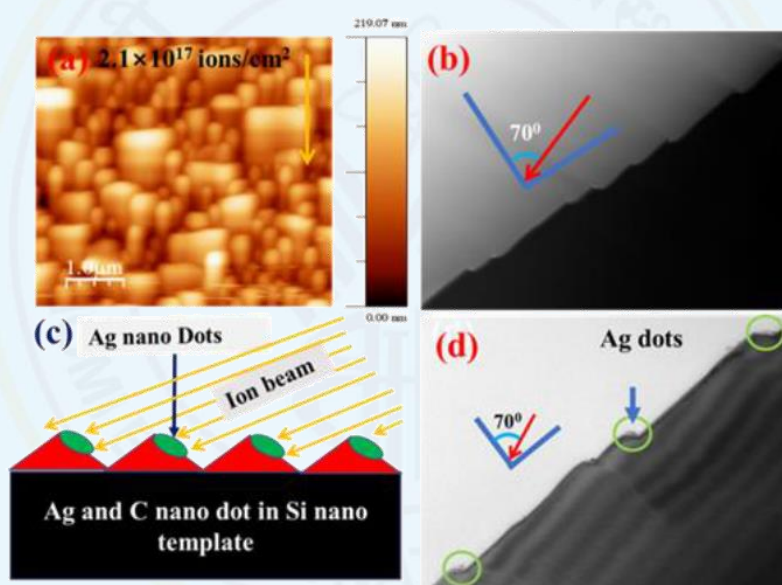 219.07 nm
(a) 2.1×10¹⁷ ions/cm²
1.0μm
0.00 nm
(b)
70⁰
(c) Ag nano Dots
Ion beam
Ag and C nano dot in Si nano
template
(d)
Ag dots
70⁰